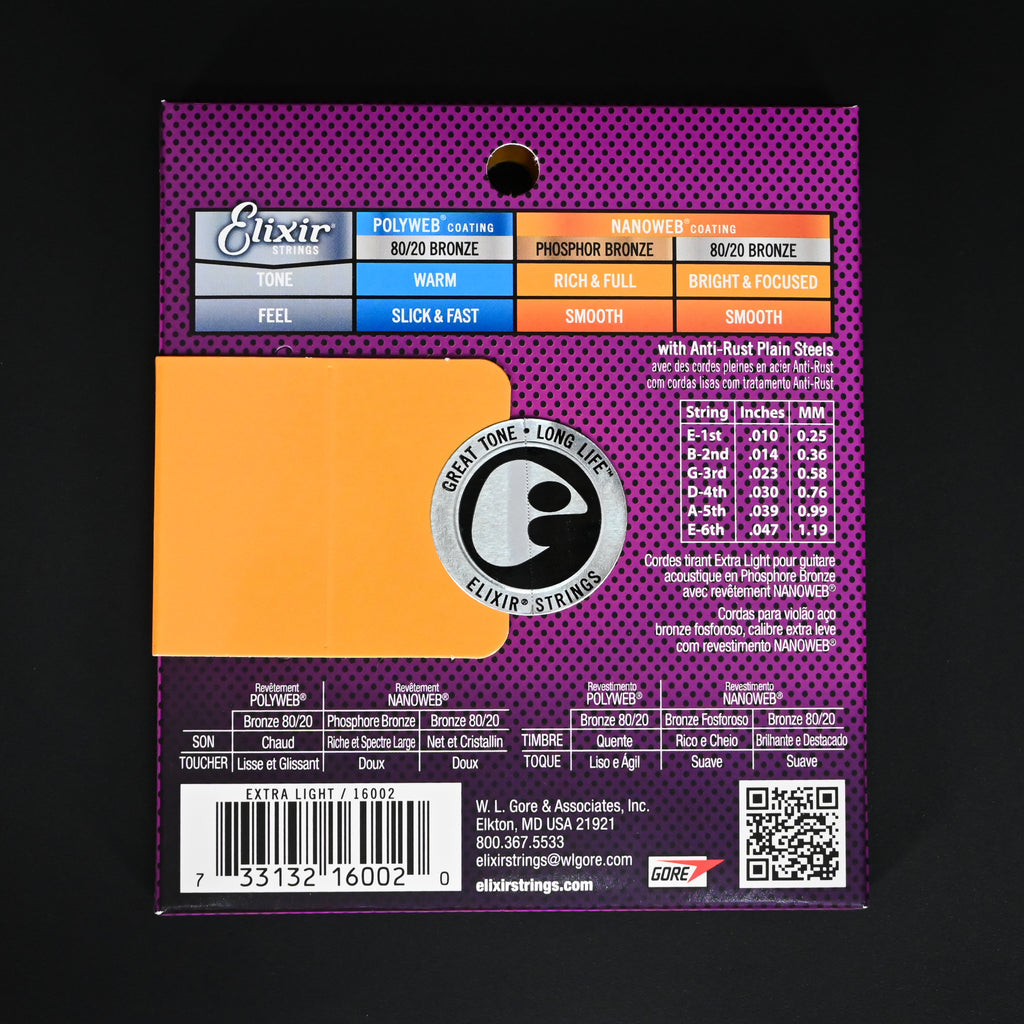 Elixir®
STRINGS
POLYWEB® COATING
NANOWEB® COATING
80/20 BRONZE
PHOSPHOR BRONZE
80/20 BRONZE
TONE
WARM
RICH & FULL
BRIGHT & FOCUSED
FEEL
SLICK & FAST
SMOOTH
SMOOTH
with Anti-Rust Plain Steels
avec des cordes pleines en acier Anti-Rust
com cordas lisas com tratamento Anti-Rust
String Inches MM
E-1st .010 0.25
B-2nd .014 0.36
G-3rd .023 0.58
D-4th .030 0.76
A-5th .039 0.99
E-6th .047 1.19
GREAT TONE • LONG LIFE™
ELIXIR® STRINGS
Cordes tirant Extra Light pour guitare
acoustique en Phosphore Bronze
avec revêtement NANOWEB®
Cordas para violão aço
bronze fosforoso, calibre extra leve
com revestimento NANOWEB®
Revêtement
POLYWEB®
Revêtement
NANOWEB®
Bronze 80/20 Phosphore Bronze Bronze 80/20
SON Chaud Riche et Spectre Large Net et Cristallin
TOUCHER Lisse et Glissant Doux Doux
Revestimento
POLYWEB®
Revestimento
NANOWEB®
Bronze 80/20 Bronze Fosforoso Bronze 80/20
TIMBRE Quente Rico e Cheio Brilhante e Destacado
TOQUE Liso e Ágil Suave Suave
EXTRA LIGHT / 16002
7 33132 16002 0
W. L. Gore & Associates, Inc.
Elkton, MD USA 21921
800.367.5533
elixirstrings@wlgore.com
elixirstrings.com
GORE